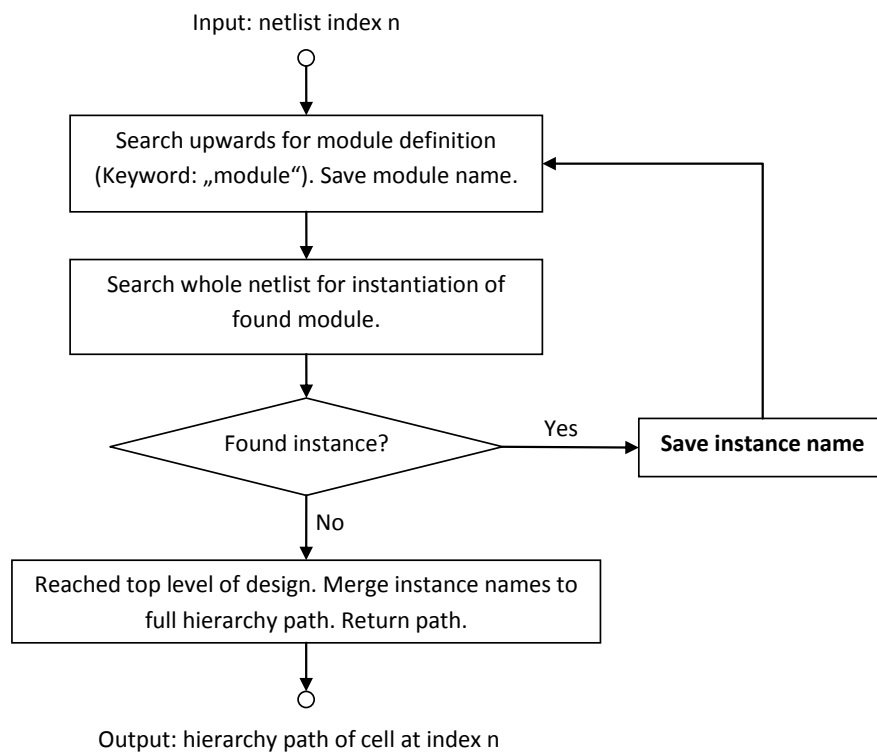 Input: netlist index n
Search upwards for module definition
(Keyword: „module“). Save module name.
Search whole netlist for instantiation of
found module.
Found instance?
Yes
Save instance name
No
Reached top level of design. Merge instance names to
full hierarchy path. Return path.
Output: hierarchy path of cell at index n